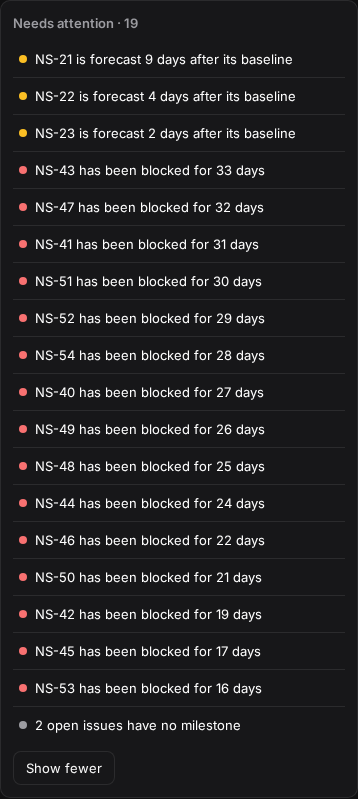 Needs attention · 19
NS-21 is forecast 9 days after its baseline
NS-22 is forecast 4 days after its baseline
NS-23 is forecast 2 days after its baseline
NS-43 has been blocked for 33 days
NS-47 has been blocked for 32 days
NS-41 has been blocked for 31 days
NS-51 has been blocked for 30 days
NS-52 has been blocked for 29 days
NS-54 has been blocked for 28 days
NS-40 has been blocked for 27 days
NS-49 has been blocked for 26 days
NS-48 has been blocked for 25 days
NS-44 has been blocked for 24 days
NS-46 has been blocked for 22 days
NS-50 has been blocked for 21 days
NS-42 has been blocked for 19 days
NS-45 has been blocked for 17 days
NS-53 has been blocked for 16 days
2 open issues have no milestone
Show fewer